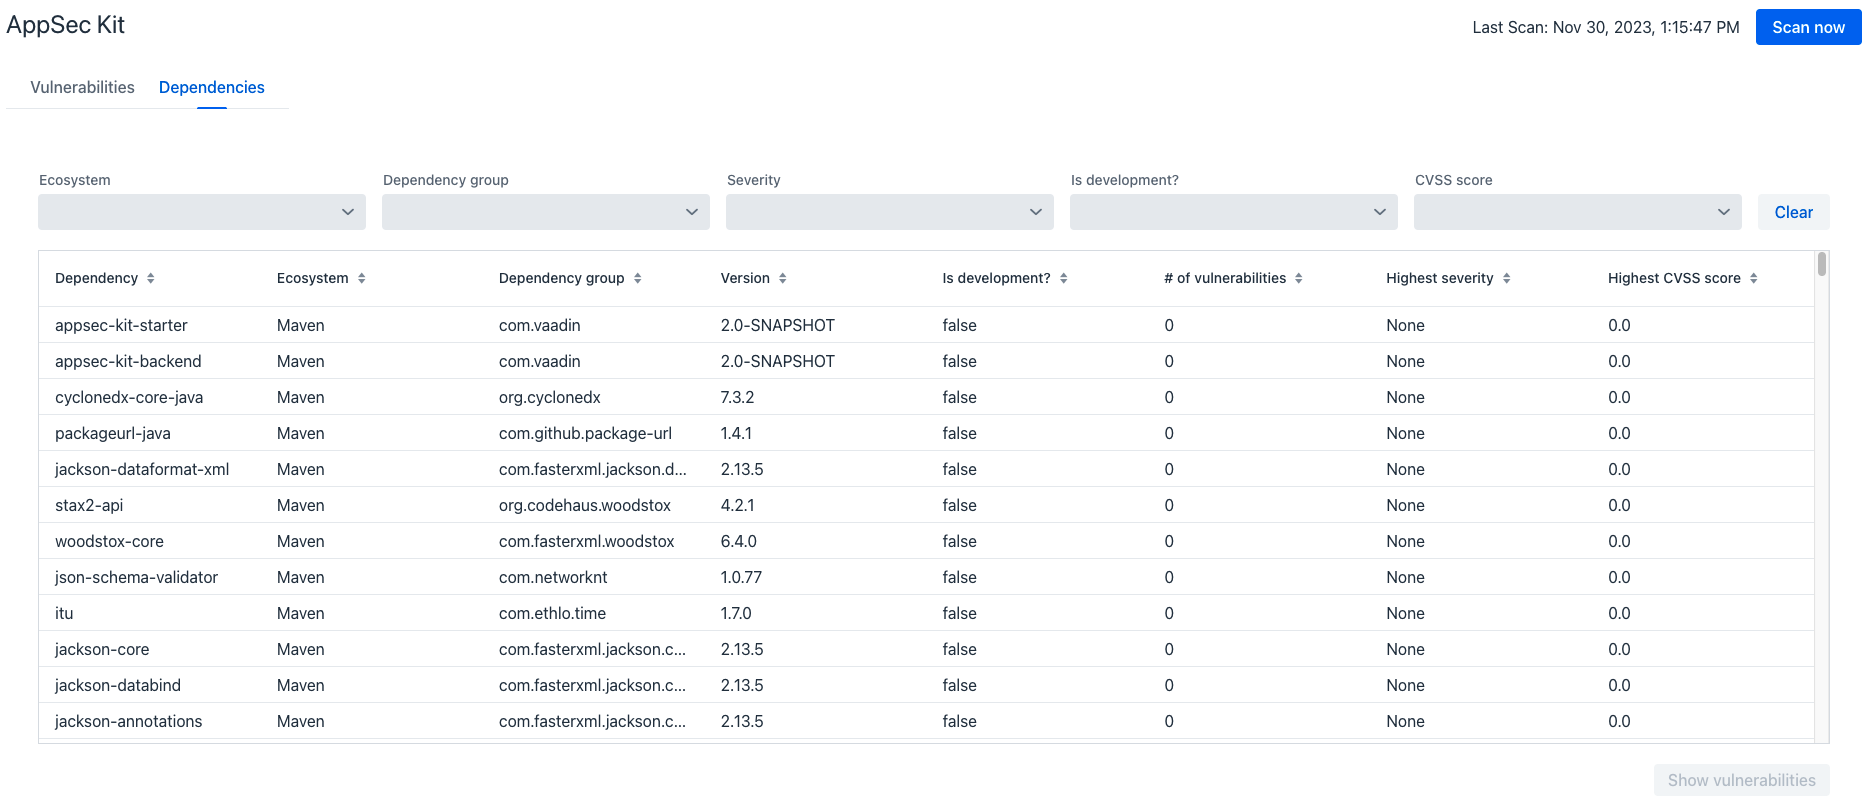 AppSec Kit
Last Scan: Nov 30, 2023, 1:15:47 PM Scan now
Vulnerabilities Dependencies
Ecosystem Dependency group Severity Is development? CVSS score
Clear
Dependency Ecosystem Dependency group Version Is development? # of vulnerabilities Highest severity Highest CVSS score
appsec-kit-starter Maven com.vaadin 2.0-SNAPSHOT false 0 None 0.0
appsec-kit-backend Maven com.vaadin 2.0-SNAPSHOT false 0 None 0.0
cyclonedx-core-java Maven org.cyclonedx 7.3.2 false 0 None 0.0
packageurl-java Maven com.github.package-url 1.4.1 false 0 None 0.0
jackson-dataformat-xml Maven com.fasterxml.jackson.d... 2.13.5 false 0 None 0.0
stax2-api Maven org.codehaus.woodstox 4.2.1 false 0 None 0.0
woodstox-core Maven com.fasterxml.woodstox 6.4.0 false 0 None 0.0
json-schema-validator Maven com.networknt 1.0.77 false 0 None 0.0
itu Maven com.ethlo.time 1.7.0 false 0 None 0.0
jackson-core Maven com.fasterxml.jackson.c... 2.13.5 false 0 None 0.0
jackson-databind Maven com.fasterxml.jackson.c... 2.13.5 false 0 None 0.0
jackson-annotations Maven com.fasterxml.jackson.c... 2.13.5 false 0 None 0.0
Show vulnerabilities